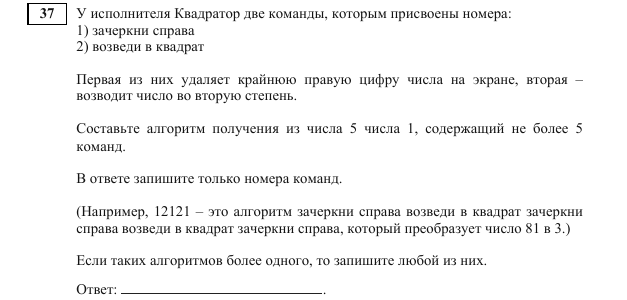 37
У исполнителя Квадратор две команды, которым присвоены номера:
1) зачеркни справа
2) возведи в квадрат
Первая из них удаляет крайнюю правую цифру числа на экране, вторая –
возводит число во вторую степень.
Составьте алгоритм получения из числа 5 числа 1, содержащий не более 5
команд.
В ответе запишите только номера команд.
(Например, 12121 – это алгоритм зачеркни справа возведи в квадрат зачеркни
справа возведи в квадрат зачеркни справа, который преобразует число 81 в 3.)
Если таких алгоритмов более одного, то запишите любой из них.
Ответ: ___________________________.